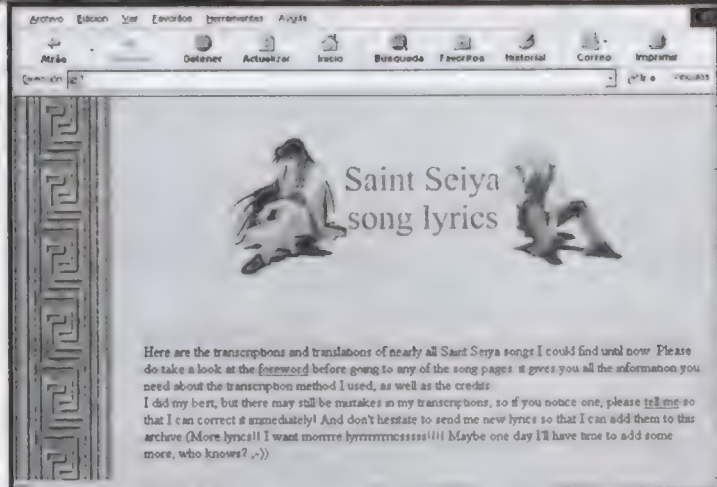 Archivo Edición Ver Favoritos Herramientas Ayuda
Atrás Detener Actualizar Inicio Búsqueda Favoritos Historial Correo Imprimir
Saint Seiya
song lyrics
Here are the transcriptions and translations of nearly all Saint Seiya songs I could find until now. Please
do take a look at the foreword before going to any of the song pages. it gives you all the information you
need about the transcription method I used, as well as the credits
I did my best, but there may still be mistakes in my transcriptions, so if you notice one, please tell me so
that I can correct it immediately! And don't hesitate to send me new lyrics so that I can add them to this
archive (More lyrics!! I want Maybe one day I'll have time to add some
more, who knows? ;-))